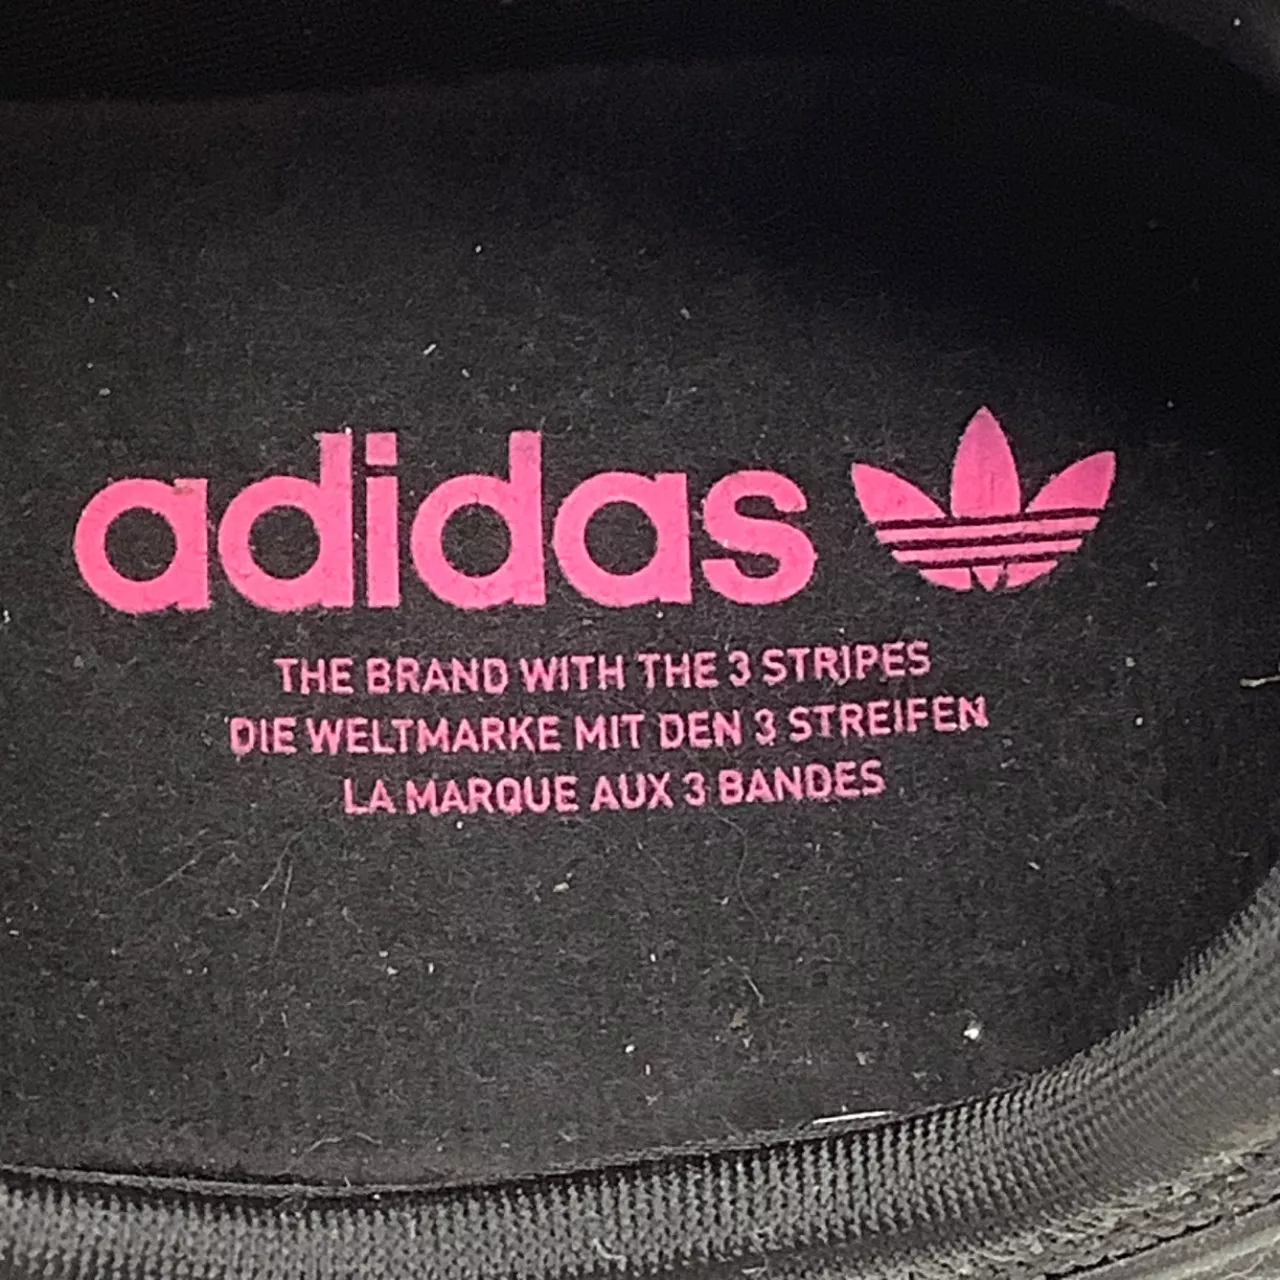 adidas
THE BRAND WITH THE 3 STRIPES
DIE WELTMARKE MIT DEN 3 STREIFEN
LA MARQUE AUX 3 BANDES